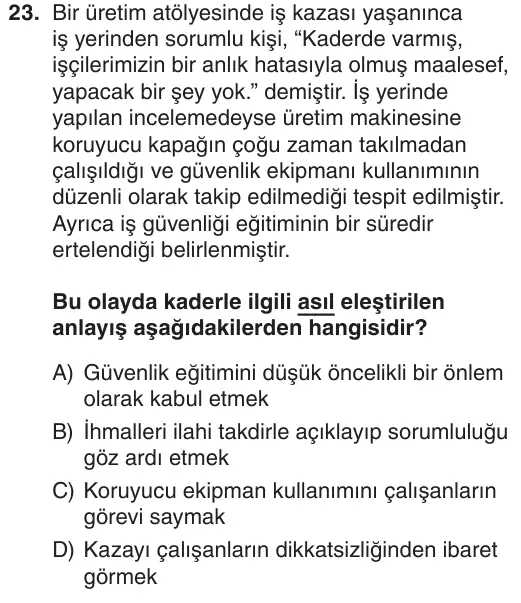 23. Bir üretim atölyesinde iş kazası yaşanınca
iş yerinden sorumlu kişi, “Kaderde varmış,
işçilerimizin bir anlık hatasıyla olmuş maalesef,
yapacak bir şey yok.” demiştir. İş yerinde
yapılan incelemedeyse üretim makinesine
koruyucu kapağın çoğu zaman takılmadan
çalışıldığı ve güvenlik ekipmanı kullanımının
düzenli olarak takip edilmediği tespit edilmiştir.
Ayrıca iş güvenliği eğitiminin bir süredir
ertelendiği belirlenmiştir.
Bu olayda kaderle ilgili asıl eleştirilen
anlayış aşağıdakilerden hangisidir?
A) Güvenlik eğitimini düşük öncelikli bir önlem
olarak kabul etmek
B) İhmalleri ilahi takdirle açıklayıp sorumluluğu
göz ardı etmek
C) Koruyucu ekipman kullanımını çalışanların
görevi saymak
D) Kazayı çalışanların dikkatsizliğinden ibaret
görmek